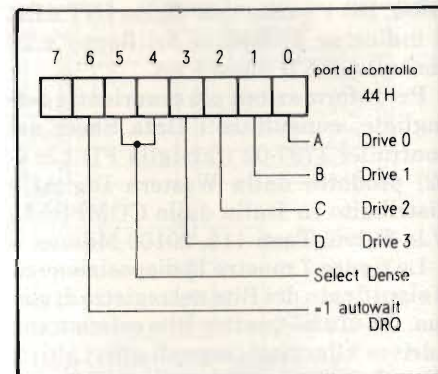 7 6 5 4 3 2 1 0
port di controllo
44 H
A Drive 0
B Drive 1
C Drive 2
D Drive 3
Select Dense
=1 autowait
DRQ